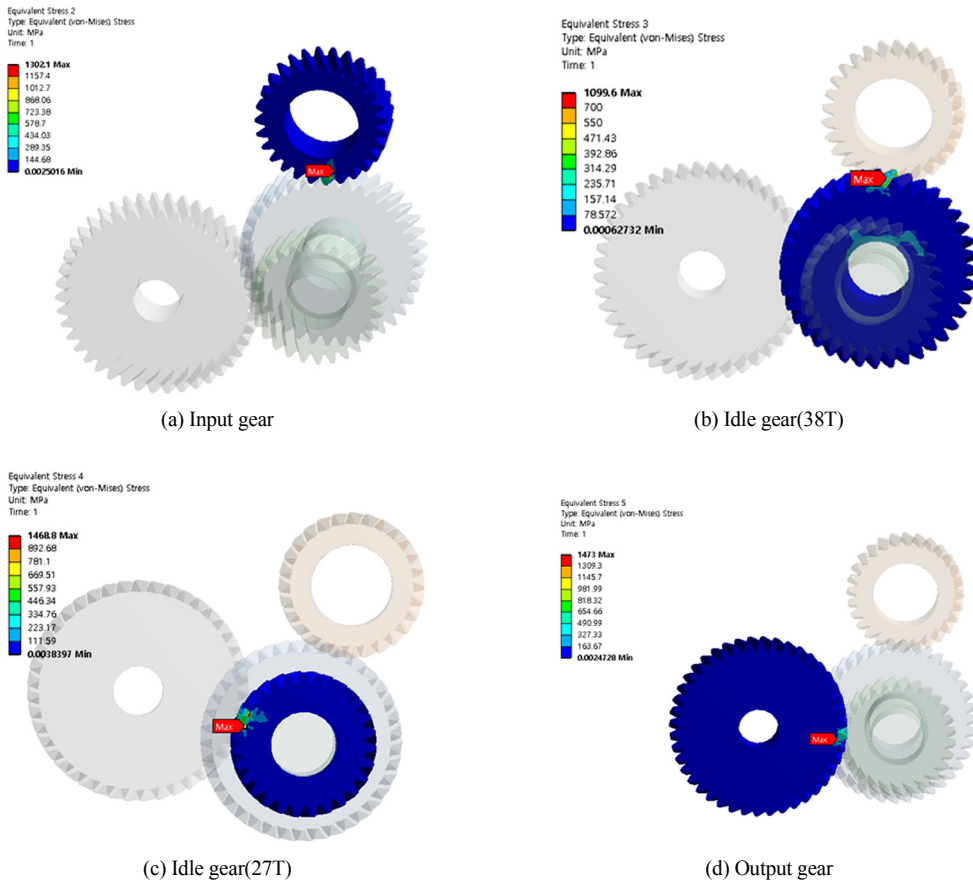 Equivalent Stress 2
Type: Equivalent (von-Mises) Stress
Unit: MPa
Time: 1
1302.1 Max
1157.4
1012.7
868.06
723.38
578.7
434.03
289.35
144.68
0.0025016 Min
Max
(a) Input gear
Equivalent Stress 3
Type: Equivalent (von-Mises) Stress
Unit: MPa
Time: 1
1099.6 Max
700
550
471.43
392.86
314.29
235.71
157.14
78.572
0.00062732 Min
Max
(b) Idle gear(38T)
Equivalent Stress 4
Type: Equivalent (von-Mises) Stress
Unit: MPa
Time: 1
1468.8 Max
892.68
781.1
669.51
557.93
446.34
334.76
223.17
111.59
0.0038397 Min
Max
(c) Idle gear(27T)
Equivalent Stress 5
Type: Equivalent (von-Mises) Stress
Unit: MPa
Time: 1
1473 Max
1309.3
1145.7
981.99
818.32
654.66
490.99
327.33
163.67
0.0024728 Min
Max
(d) Output gear